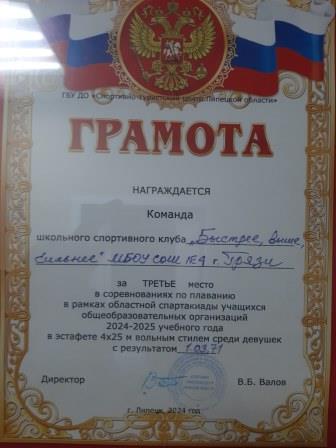 ГБУ ДО «Спортивно-туристский центр Липецкой области»
ГРАМОТА
НАГРАЖДАЕТСЯ
Команда
школьного спортивного клуба „Быстрее, выше,
сильнее" МБОУ СОШ №9 г. Грязи
за ТРЕТЬЕ место
в соревнованиях по плаванию
в рамках областной спартакиады учащихся
общеобразовательных организаций
2024-2025 учебного года
в эстафете 4х25 м вольным стилем среди девушек
с результатом 1.03.71
Директор В.Б. Валов
г. Липецк, 2024 год